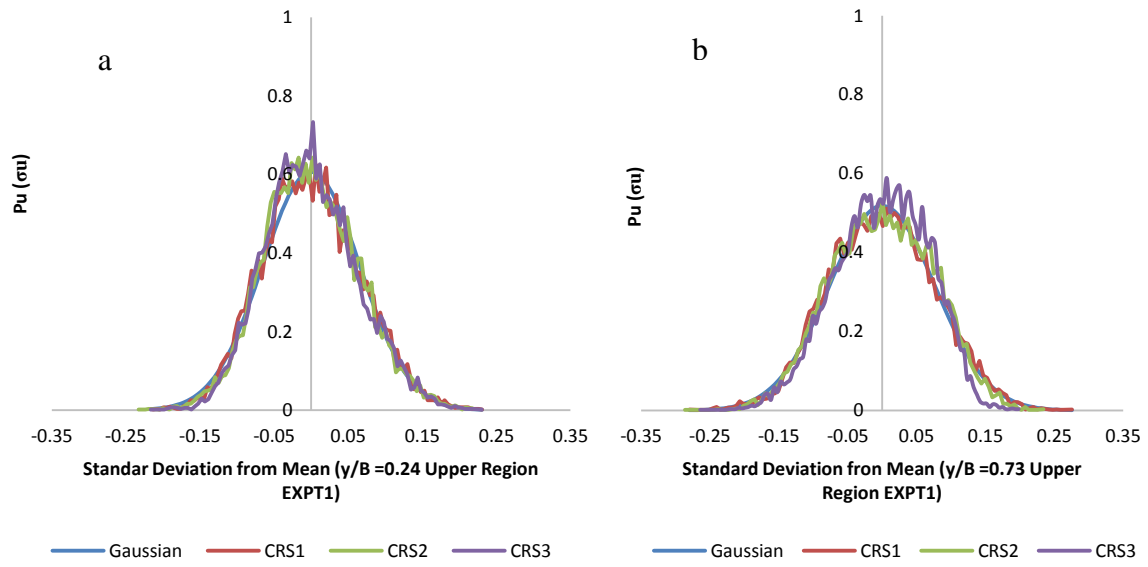 a
Pu (σu)
1
0.8
0.6
0.4
0.2
0
-0.35 -0.25 -0.15 -0.05 0.05 0.15 0.25 0.35
Standar Deviation from Mean (y/B =0.24 Upper Region
EXPT1)
Gaussian CRS1 CRS2 CRS3
b
Pu (σu)
1
0.8
0.6
0.4
0.2
0
-0.35 -0.25 -0.15 -0.05 0.05 0.15 0.25 0.35
Standard Deviation fron Mean (y/B =0.73 Upper
Region EXPT1)
Gaussian CRS1 CRS2 CRS3